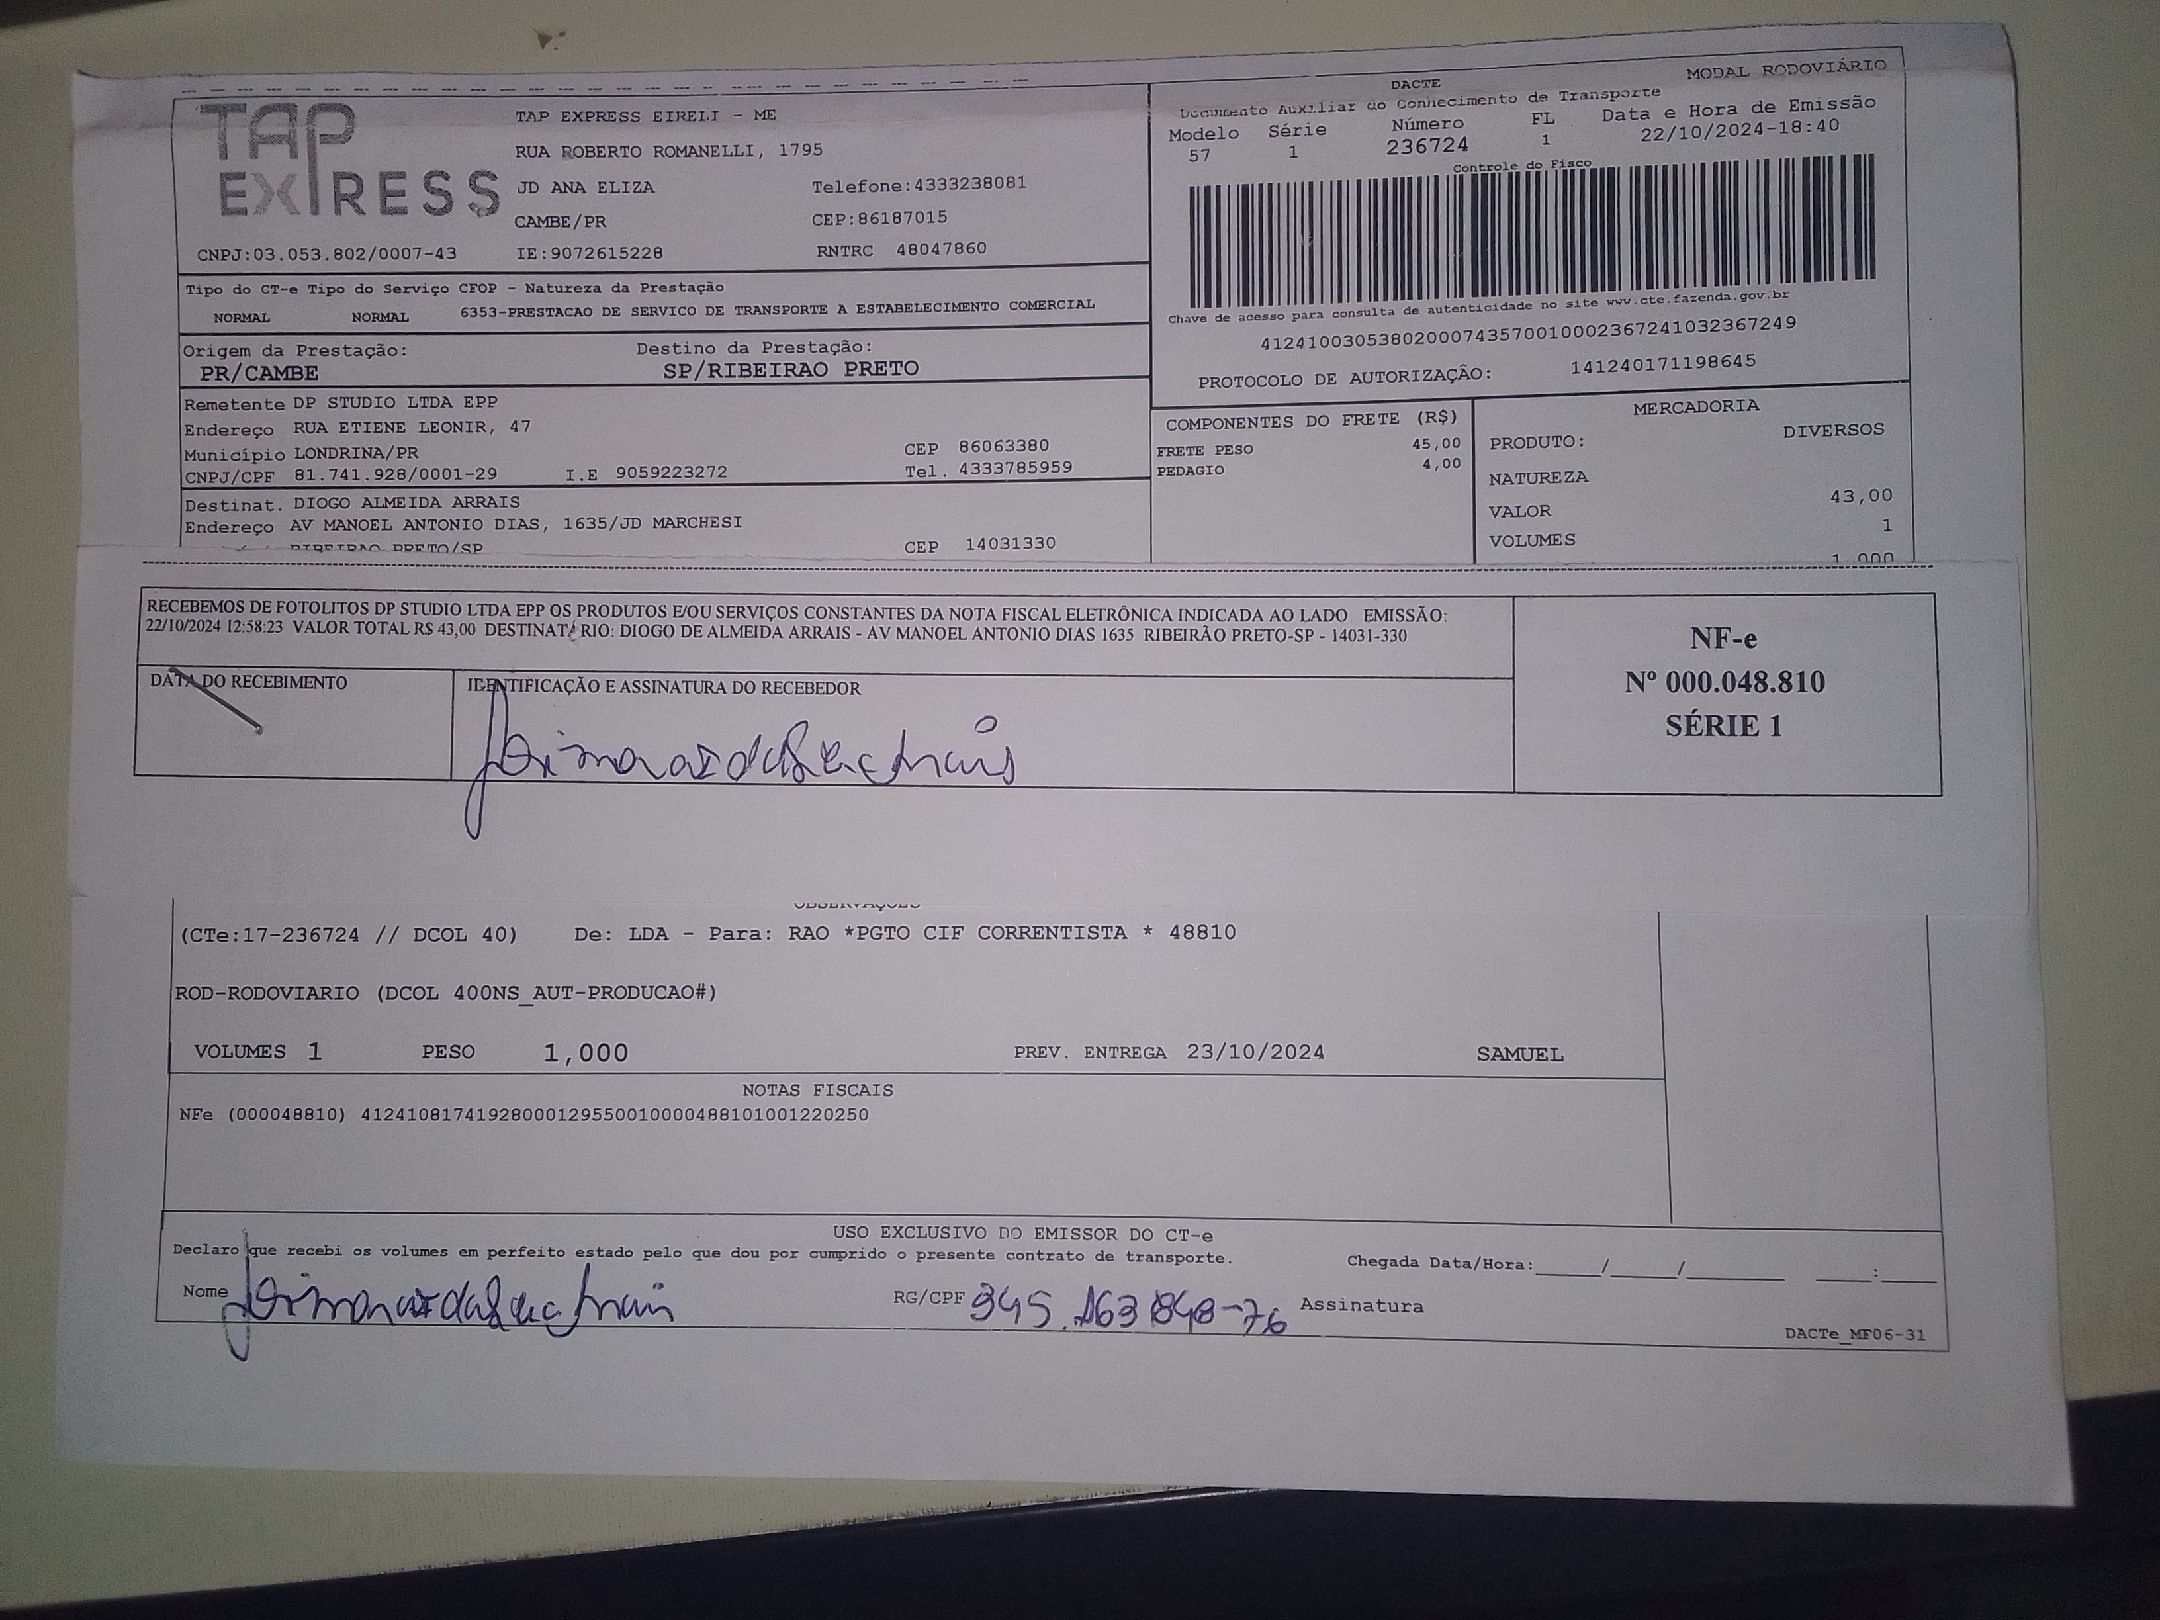 TAP EXPRESS
TAP EXPRESS EIRELI - ME
RUA ROBERTO ROMANELLI, 1795
JD ANA ELIZA Telefone:4333238081
CAMBE/PR CEP:86187015
CNPJ:03.053.802/0007-43 IE:9072615228 RNTRC 48047860
DACTE MODAL RODOVIÁRIO
Documento Auxiliar do Conhecimento de Transporte
Modelo Série Número FL Data e Hora de Emissão
57 1 236724 1 22/10/2024-18:40
Controle do Fisco
Chave de acesso para consulta de autenticidade no site www.cte.fazenda.gov.br
41241003053802000743570010002367241032367249
PROTOCOLO DE AUTORIZAÇÃO: 141240171198645
Tipo do CT-e Tipo do Serviço CFOP - Natureza da Prestação
NORMAL NORMAL 6353-PRESTACAO DE SERVICO DE TRANSPORTE A ESTABELECIMENTO COMERCIAL
Origem da Prestação: Destino da Prestação:
PR/CAMBE SP/RIBEIRAO PRETO
Remetente DP STUDIO LTDA EPP
Endereço RUA ETIENE LEONIR, 47
Município LONDRINA/PR CEP 86063380
CNPJ/CPF 81.741.928/0001-29 I.E 9059223272 Tel. 4333785959
Destinat. DIOGO ALMEIDA ARRAIS
Endereço AV MANOEL ANTONIO DIAS, 1635/JD MARCHESI
RIBEIRAO PRETO/SP CEP 14031330
COMPONENTES DO FRETE (R$)
FRETE PESO 45,00
PEDAGIO 4,00
MERCADORIA
PRODUTO: DIVERSOS
NATUREZA
VALOR 43,00
VOLUMES 1
1,000
RECEBEMOS DE FOTOLITOS DP STUDIO LTDA EPP OS PRODUTOS E/OU SERVIÇOS CONSTANTES DA NOTA FISCAL ELETRÔNICA INDICADA AO LADO EMISSÃO:
22/10/2024 12:58:23 VALOR TOTAL R$ 43,00 DESTINATÁRIO: DIOGO DE ALMEIDA ARRAIS - AV MANOEL ANTONIO DIAS 1635 RIBEIRÃO PRETO-SP - 14031-330
DATA DO RECEBIMENTO IDENTIFICAÇÃO E ASSINATURA DO RECEBEDOR
NF-e
Nº 000.048.810
SÉRIE 1
OBSERVAÇÕES
(CTe:17-236724 // DCOL 40) De: LDA - Para: RAO *PGTO CIF CORRENTISTA * 48810
ROD-RODOVIARIO (DCOL 400NS_AUT-PRODUCAO#)
VOLUMES 1 PESO 1,000 PREV. ENTREGA 23/10/2024 SAMUEL
NOTAS FISCAIS
NFe (000048810) 41241081741928000129550010000488101001220250
USO EXCLUSIVO DO EMISSOR DO CT-e
Declaro que recebi os volumes em perfeito estado pelo que dou por cumprido o presente contrato de transporte. Chegada Data/Hora:_____/_____/_______ ____:____
Nome RG/CPF 345.163848-76 Assinatura
DACTe_MF06-31